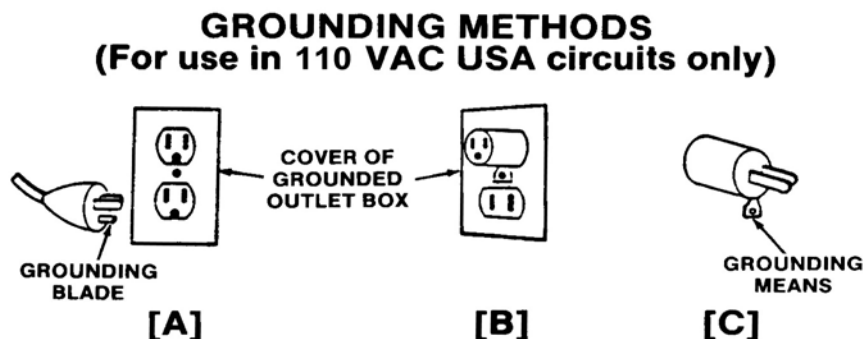 GROUNDING METHODS
(For use in 110 VAC USA circuits only)
COVER OF
GROUNDED
OUTLET BOX
GROUNDING
BLADE
GROUNDING
MEANS
[A]
[B]
[C]